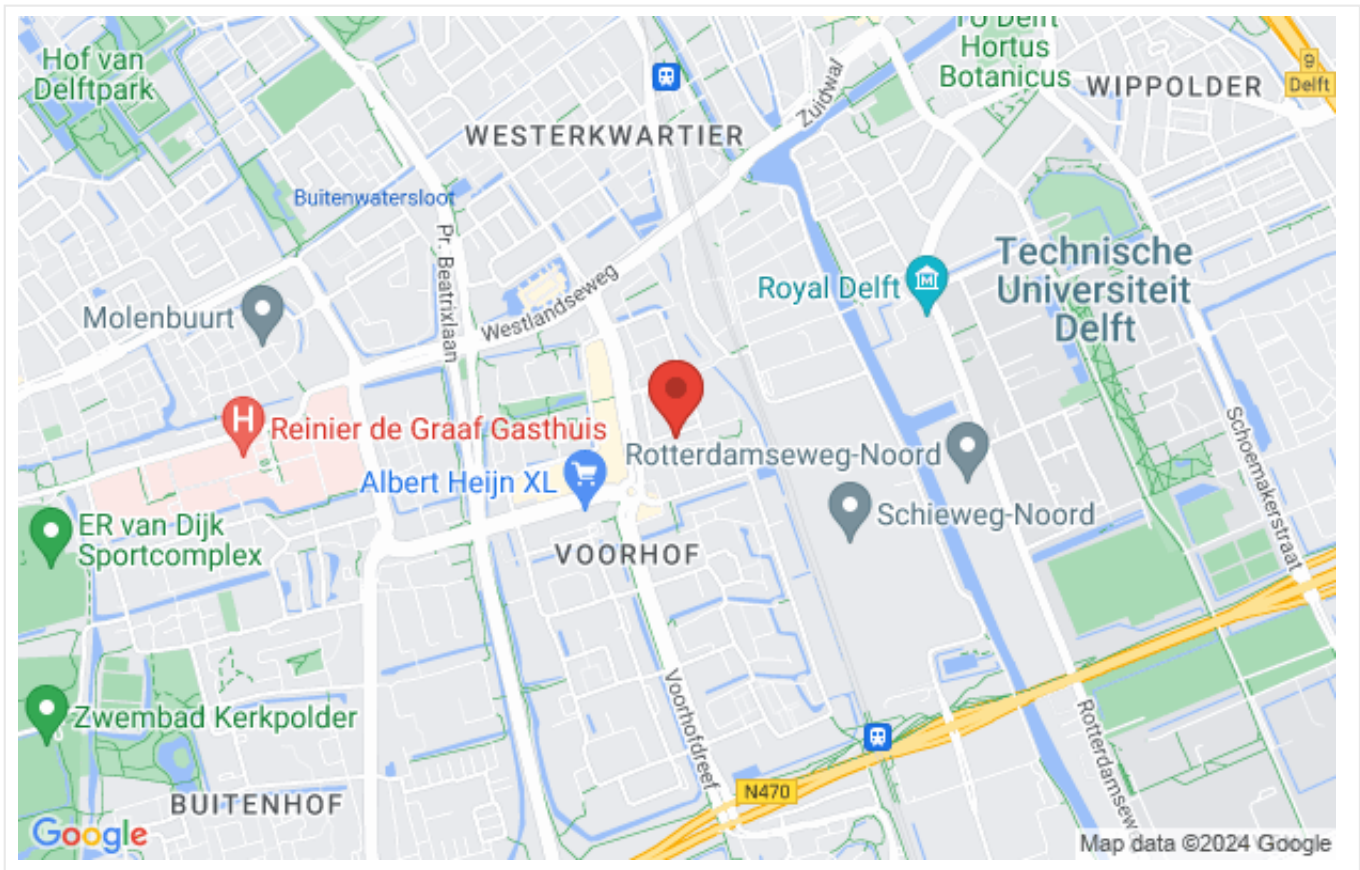 TU Delft
Hortus
Botanicus
Hof van
Delftpark
9
Delft
WIPPOLDER
Zuidwal
WESTERKWARTIER
Buitenwatersloot
Pr. Beatrixlaan
Westlandseweg
Technische
Universiteit
Delft
Royal Delft
Molenbuurt
H
Reinier de Graaf Gasthuis
Rotterdamseweg-Noord
Albert Heijn XL
Schoemakerstraat
Schieweg-Noord
ER van Dijk
Sportcomplex
VOORHOF
Voorhofdreef
Zwembad Kerkpolder
Rotterdamsew
N470
BUITENHOF
Google
Map data ©2024 Google